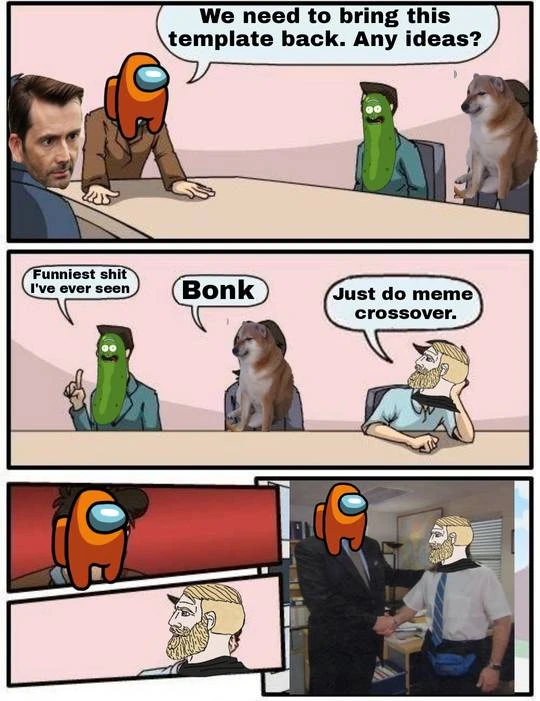 We need to bring this
template back. Any ideas?
Funniest shit
I've ever seen
Bonk
Just do meme
crossover.